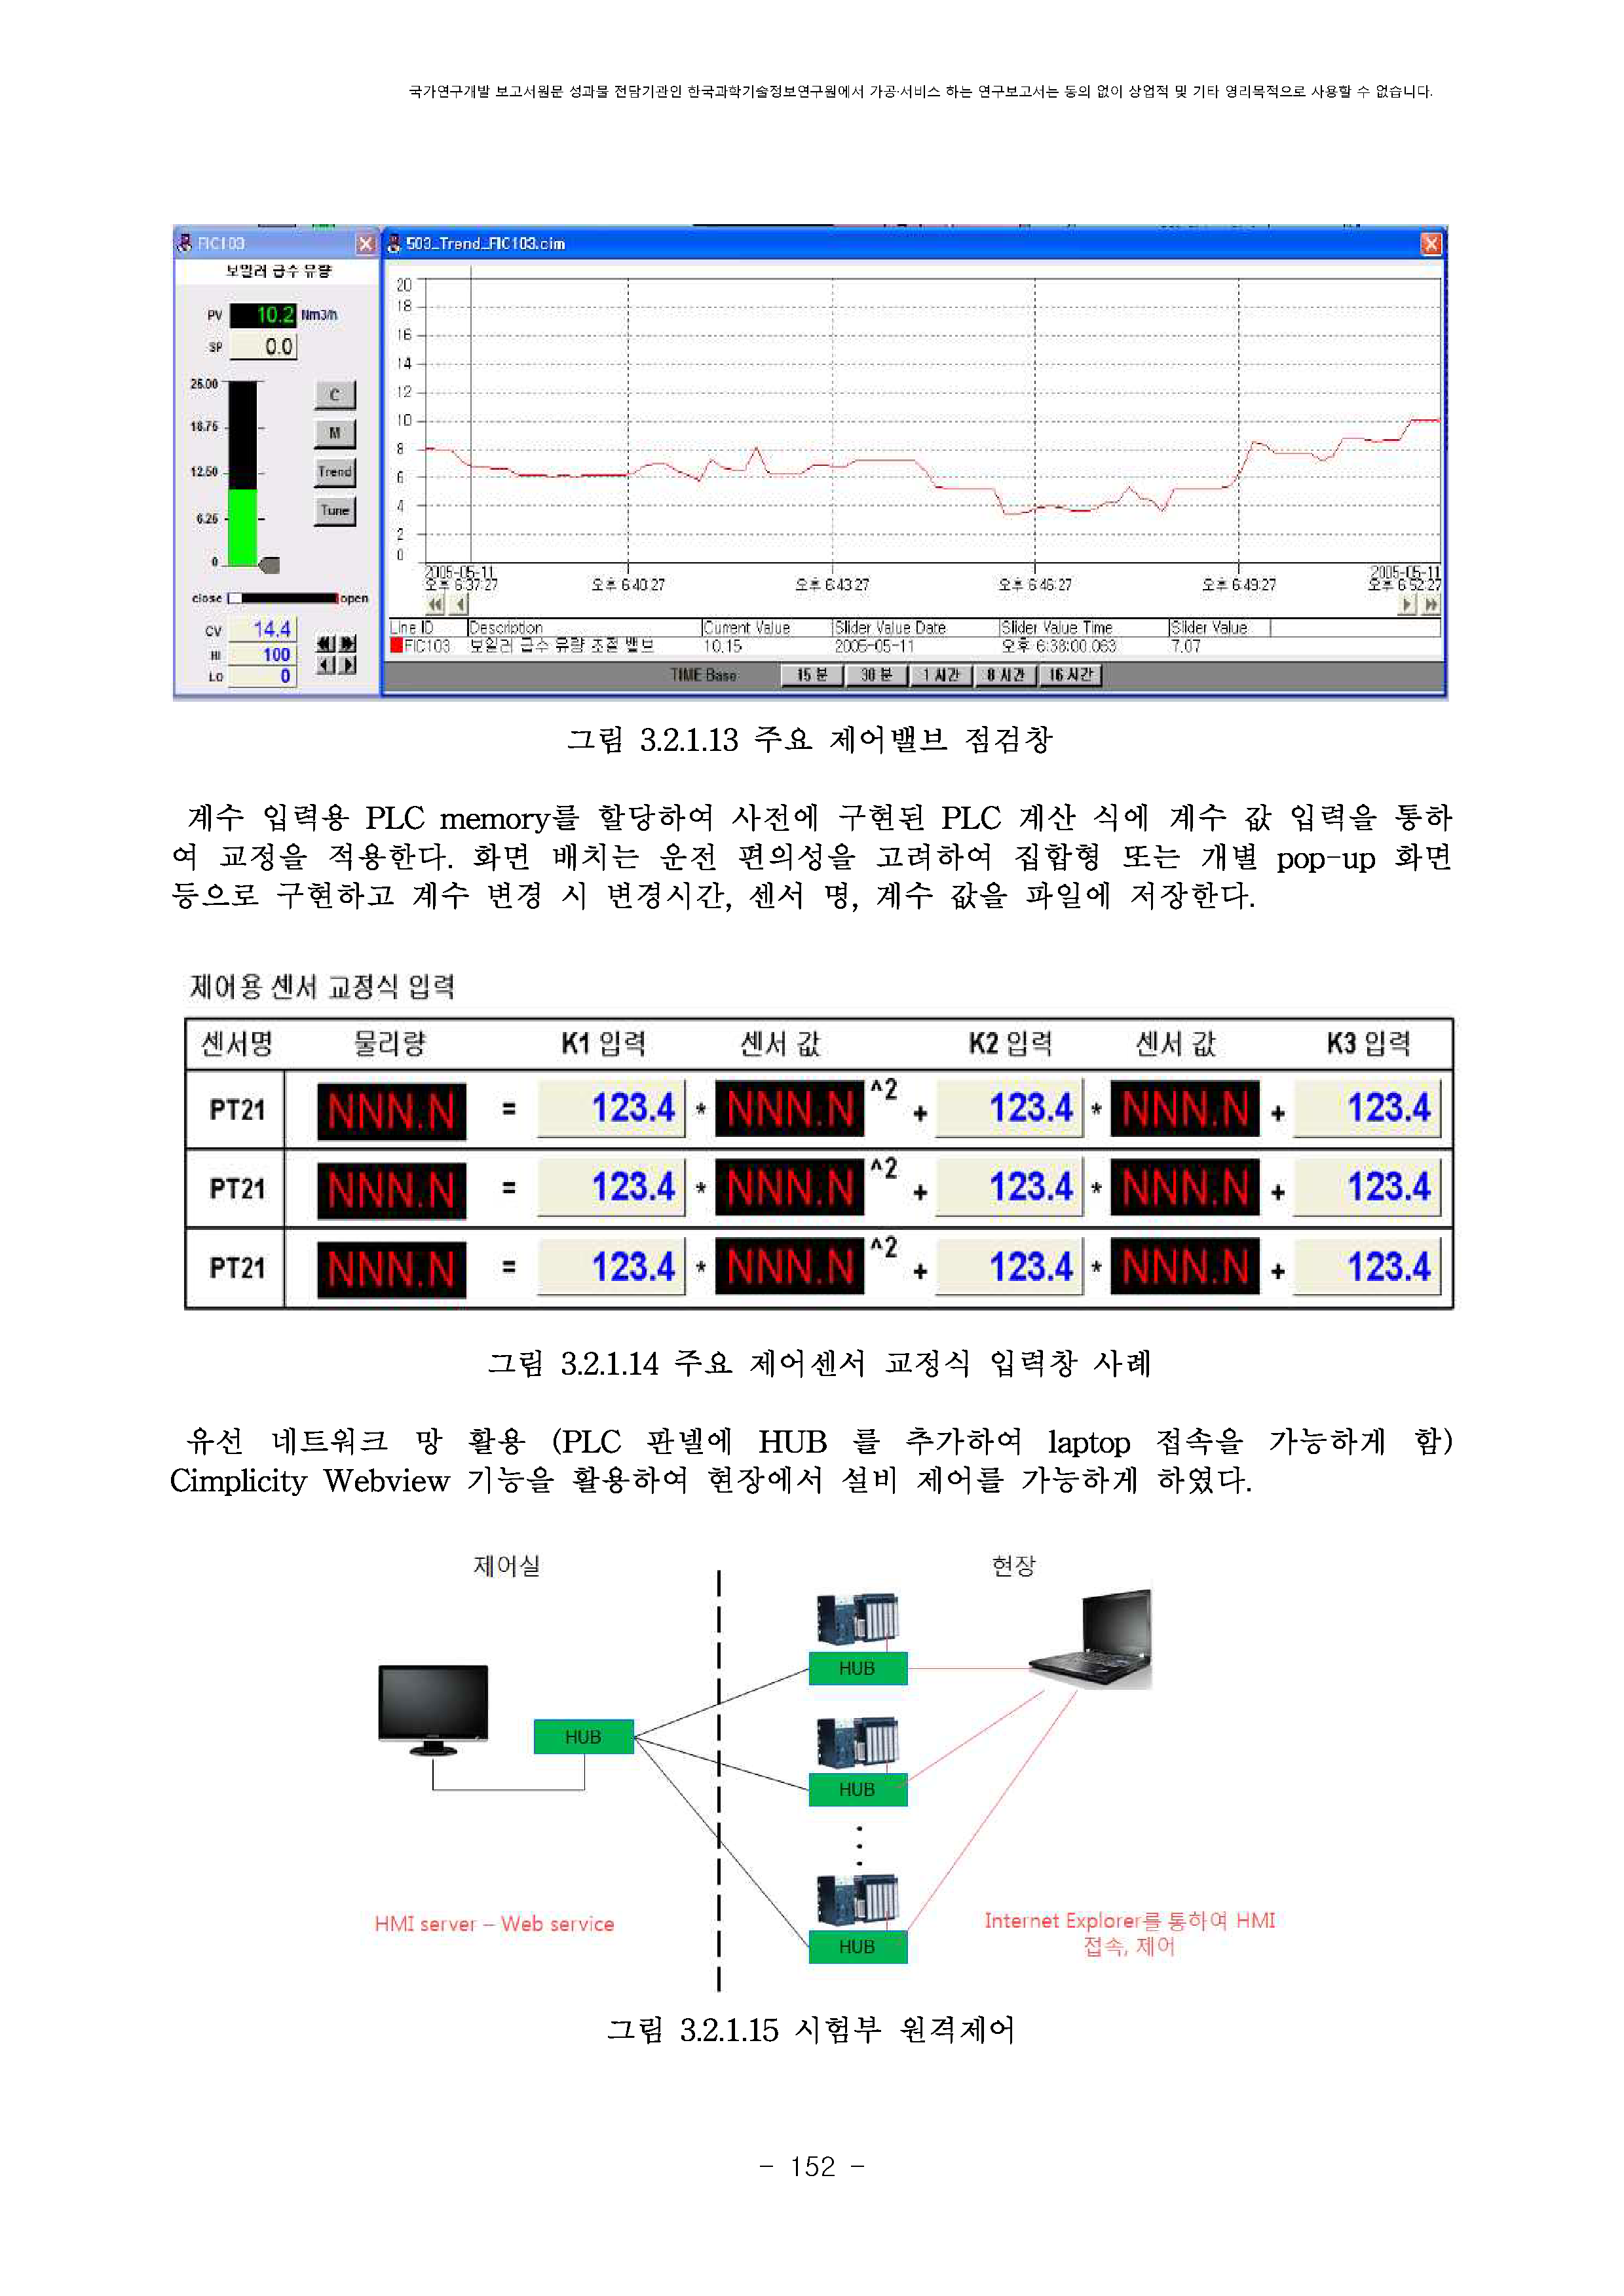 국가연구개발 보고서원문 성과물 전담기관인 한국과학기술정보연구원에서 가공·서비스 하는 연구보고서는 동의 없이 상업적 및 기타 영리목적으로 사용할 수 없습니다.
FIC103
503_Trend_FIC103.cim
보일러 급수 유량
PV 10.2 Nm3/h
SP 0.0
25.00
18.75
12.50
6.25
0
C
M
Trend
Tune
close open
CV 14.4
HI 100
LO 0
20
18
16
14
12
10
8
6
4
2
0
2005-05-11 2005-05-11
오후 6:37:27 오후 6:40:27 오후 6:43:27 오후 6:46:27 오후 6:49:27 오후 6:52:27
Line ID Description Current Value Slider Value Date Slider Value Time Slider Value
FIC103 보일러 급수 유량 조절 밸브 10.15 2005-05-11 오후 6:38:00.063 7.07
TIME Base 15 분 30 분 1 시간 8 시간 16 시간
그림 3.2.1.13 주요 제어밸브 점검창
계수 입력용 PLC memory를 할당하여 사전에 구현된 PLC 계산 식에 계수 값 입력을 통하
여 교정을 적용한다. 화면 배치는 운전 편의성을 고려하여 집합형 또는 개별 pop-up 화면
등으로 구현하고 계수 변경 시 변경시간, 센서 명, 계수 값을 파일에 저장한다.
제어용 센서 교정식 입력
센서명 물리량 K1 입력 센서 값 K2 입력 센서 값 K3 입력
PT21 NNN.N = 123.4 * NNN.N ^2 + 123.4 * NNN.N + 123.4
PT21 NNN.N = 123.4 * NNN.N ^2 + 123.4 * NNN.N + 123.4
PT21 NNN.N = 123.4 * NNN.N ^2 + 123.4 * NNN.N + 123.4
그림 3.2.1.14 주요 제어센서 교정식 입력창 사례
유선 네트워크 망 활용 (PLC 판넬에 HUB 를 추가하여 laptop 접속을 가능하게 함)
Cimplicity Webview 기능을 활용하여 현장에서 설비 제어를 가능하게 하였다.
제어실 현장
HUB
HUB
HUB
HUB
HMI server – Web service
Internet Explorer를 통하여 HMI
접속, 제어
그림 3.2.1.15 시험부 원격제어
- 152 -